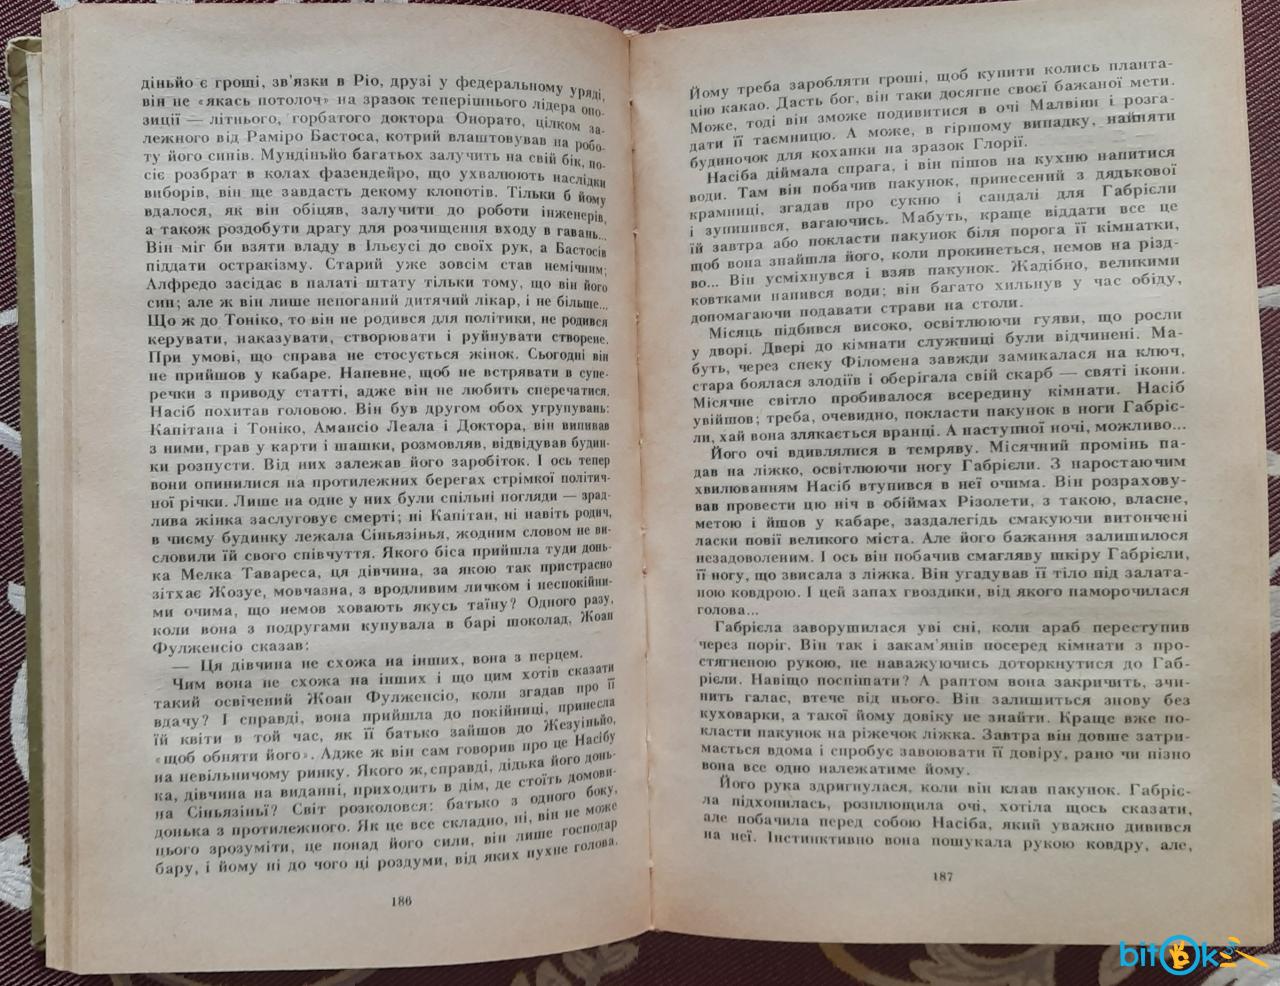 діньйо є гроші, зв'язки в Ріо, друзі у федеральному уряді,
він не «якась потолоч» на зразок теперішнього лідера опо-
зиції — літнього, горбатого доктора Онорато, цілком за-
лежного від Раміро Бастоса, котрий влаштовував на робо-
ту його синів. Мундіньйо багатьох залучить на свій бік, по-
сіє розбрат в колах фазендейро, що ухвалюють наслідки
виборів, він ще завдасть декому клопотів. Тільки б йому
вдалося, як він обіцяв, залучити до роботи інженерів,
а також роздобути драгу для розчищення входу в гавань...
Він міг би взяти владу в Ільєусі до своїх рук, а Бастосів
піддати остракізму. Старий уже зовсім став немічним;
Алфредо засідає в палаті штату тільки тому, що він його
син; але ж він лише непоганий дитячий лікар, і не більше...
Що ж до Тоніко, то він не родився для політики, не родився
керувати, наказувати, створювати і руйнувати створене.
При умові, що справа не стосується жінок. Сьогодні він
не прийшов у кабаре. Напевне, щоб не встрявати в супе-
речки з приводу статті, адже він не любить сперечатися.
Насіб похитав головою. Він був другом обох угрупувань:
Капітана і Тоніко, Амансіо Леала і Доктора, він випивав
з ними, грав у карти і шашки, розмовляв, відвідував будин-
ки розпусти. Від них залежав його заробіток. І ось тепер
вони опинилися на протилежних берегах стрімкої політич-
ної річки. Лише на одне у них були спільні погляди — зрад-
лива жінка заслуговує смерті; ні Капітан, ні навіть родич,
в чиєму будинку лежала Сіньязінья, жодним словом не ви-
словили їй свого співчуття. Якого біса прийшла туди донь-
ка Мелка Тавареса, ця дівчина, за якою так пристрасно
зітхає Жозуе, мовчазна, з вродливим личком і неспокійни-
ми очима, що немов ховають якусь таїну? Одного разу,
коли вона з подругами купувала в барі шоколад, Жоан
Фулженсіо сказав:
— Ця дівчина не схожа на інших, вона з перцем.
Чим вона не схожа на інших і що цим хотів сказати
такий освічений Жоан Фулженсіо, коли згадав про її
вдачу? І справді, вона прийшла до покійниці, принесла
їй квіти в той час, як її батько зайшов до Жезуіньйо,
«щоб обняти його». Адже ж він сам говорив про це Насібу
на невільничому ринку. Якого ж, справді, дідька його донь-
ка, дівчина на виданні, приходить в дім, де стоїть домови-
на Сіньязіньї? Світ розколовся: батько з одного боку,
донька з протилежного. Як це все складно, ні, він не може
цього зрозуміти, це понад його сили, він лише господар
бару, і йому ні до чого ці роздуми, від яких пухне голова.
186
Йому треба заробляти гроші, щоб купити колись планта-
цію какао. Дасть бог, він таки досягне своєї бажаної мети.
Може, тоді він зможе подивитися в очі Малвіни і розга-
дати її таємницю. А може, в гіршому випадку, найняти
будиночок для коханки на зразок Глорії.
Насіба діймала спрага, і він пішов на кухню напитися
води. Там він побачив пакунок, принесений з дядькової
крамниці, згадав про сукню і сандалі для Габрієли
і зупинився, вагаючись. Мабуть, краще віддати все це
їй завтра або покласти пакунок біля порога її кімнатки,
щоб вона знайшла його, коли прокинеться, немов на різд-
во... Він усміхнувся і взяв пакунок. Жадібно, великими
ковтками напився води; він багато хильнув у час обіду,
допомагаючи подавати страви на столи.
Місяць підбився високо, освітлюючи гуяви, що росли
у дворі. Двері до кімнати служниці були відчинені. Ма-
буть, через спеку Філомена завжди замикалася на ключ,
стара боялася злодіїв і оберігала свій скарб — святі ікони.
Місячне світло пробивалося всередину кімнати. Насіб
увійшов; треба, очевидно, покласти пакунок в ноги Габріє-
ли, хай вона злякається вранці. А наступної ночі, можливо...
Його очі вдивлялися в темряву. Місячний промінь па-
дав на ліжко, освітлюючи ногу Габрієли. З наростаючим
хвилюванням Насіб втупився в неї очима. Він розрахову-
вав провести цю ніч в обіймах Різолети, з такою, власне,
метою і йшов у кабаре, заздалегідь смакуючи витончені
ласки повії великого міста. Але його бажання залишилося
незадоволеним. І ось він побачив смагляву шкіру Габрієли,
її ногу, що звисала з ліжка. Він угадував її тіло під залата-
ною ковдрою. І цей запах гвоздики, від якого паморочилася
голова...
Габрієла заворушилася уві сні, коли араб переступив
через поріг. Він так і закам'янів посеред кімнати з про-
стягненою рукою, не наважуючись доторкнутися до Габ-
рієли. Навіщо поспішати? А раптом вона закричить, зчи-
нить галас, втече від нього. Він залишиться знову без
куховарки, а такої йому довіку не знайти. Краще вже по-
класти пакунок на ріжечок ліжка. Завтра він довше затри-
мається вдома і спробує завоювати її довіру, рано чи пізно
вона все одно належатиме йому.
Його рука здригнулася, коли він клав пакунок. Габріє-
ла підхопилась, розплющила очі, хотіла щось сказати,
але побачила перед собою Насіба, який уважно дивився
на неї. Інстинктивно вона пошукала рукою ковдру, але,
187